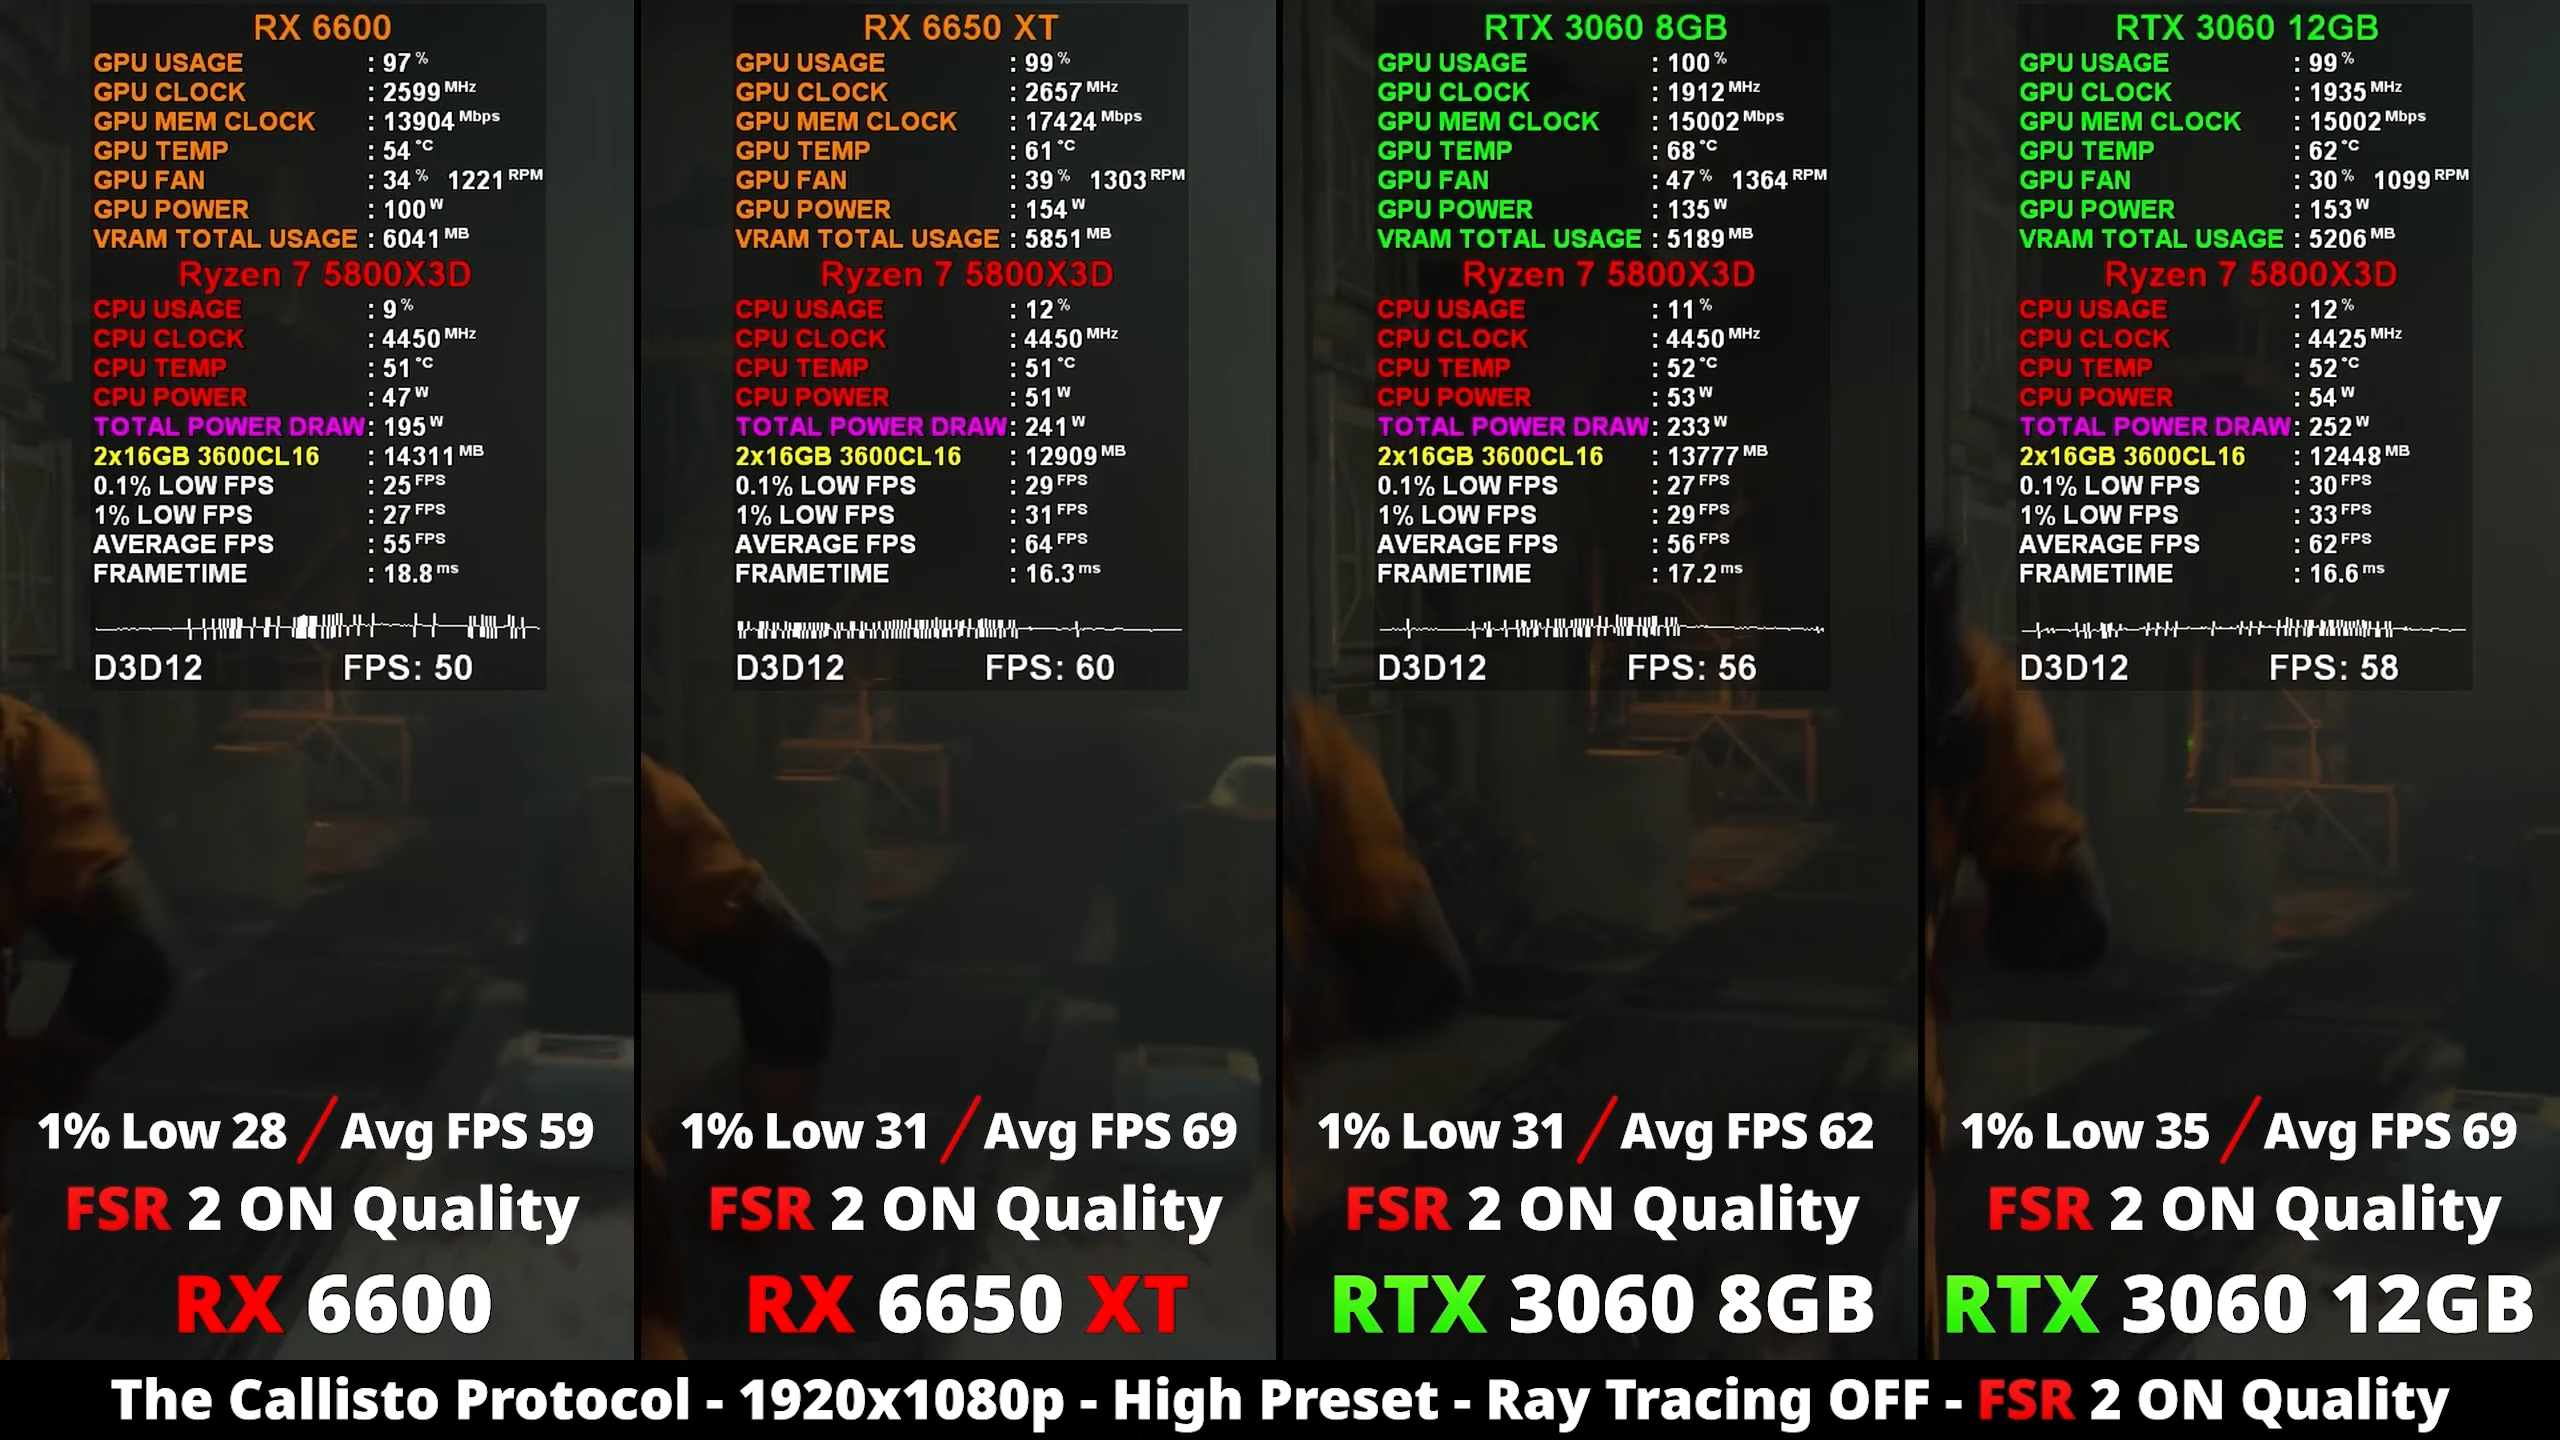 RX 6600
GPU USAGE : 97 %
GPU CLOCK : 2599 MHz
GPU MEM CLOCK : 13904 Mbps
GPU TEMP : 54 °C
GPU FAN : 34 % 1221 RPM
GPU POWER : 100 W
VRAM TOTAL USAGE : 6041 MB
Ryzen 7 5800X3D
CPU USAGE : 9 %
CPU CLOCK : 4450 MHz
CPU TEMP : 51 °C
CPU POWER : 47 W
TOTAL POWER DRAW : 195 W
2x16GB 3600CL16 : 14311 MB
0.1% LOW FPS : 25 FPS
1% LOW FPS : 27 FPS
AVERAGE FPS : 55 FPS
FRAMETIME : 18.8 ms
D3D12 FPS: 50
1% Low 28 / Avg FPS 59
FSR 2 ON Quality
RX 6600
RX 6650 XT
GPU USAGE : 99 %
GPU CLOCK : 2657 MHz
GPU MEM CLOCK : 17424 Mbps
GPU TEMP : 61 °C
GPU FAN : 39 % 1303 RPM
GPU POWER : 154 W
VRAM TOTAL USAGE : 5851 MB
Ryzen 7 5800X3D
CPU USAGE : 12 %
CPU CLOCK : 4450 MHz
CPU TEMP : 51 °C
CPU POWER : 51 W
TOTAL POWER DRAW : 241 W
2x16GB 3600CL16 : 12909 MB
0.1% LOW FPS : 29 FPS
1% LOW FPS : 31 FPS
AVERAGE FPS : 64 FPS
FRAMETIME : 16.3 ms
D3D12 FPS: 60
1% Low 31 / Avg FPS 69
FSR 2 ON Quality
RX 6650 XT
RTX 3060 8GB
GPU USAGE : 100 %
GPU CLOCK : 1912 MHz
GPU MEM CLOCK : 15002 Mbps
GPU TEMP : 68 °C
GPU FAN : 47 % 1364 RPM
GPU POWER : 135 W
VRAM TOTAL USAGE : 5189 MB
Ryzen 7 5800X3D
CPU USAGE : 11 %
CPU CLOCK : 4450 MHz
CPU TEMP : 52 °C
CPU POWER : 53 W
TOTAL POWER DRAW : 233 W
2x16GB 3600CL16 : 13777 MB
0.1% LOW FPS : 27 FPS
1% LOW FPS : 29 FPS
AVERAGE FPS : 56 FPS
FRAMETIME : 17.2 ms
D3D12 FPS: 56
1% Low 31 / Avg FPS 62
FSR 2 ON Quality
RTX 3060 8GB
RTX 3060 12GB
GPU USAGE : 99 %
GPU CLOCK : 1935 MHz
GPU MEM CLOCK : 15002 Mbps
GPU TEMP : 62 °C
GPU FAN : 30 % 1099 RPM
GPU POWER : 153 W
VRAM TOTAL USAGE : 5206 MB
Ryzen 7 5800X3D
CPU USAGE : 12 %
CPU CLOCK : 4425 MHz
CPU TEMP : 52 °C
CPU POWER : 54 W
TOTAL POWER DRAW : 252 W
2x16GB 3600CL16 : 12448 MB
0.1% LOW FPS : 30 FPS
1% LOW FPS : 33 FPS
AVERAGE FPS : 62 FPS
FRAMETIME : 16.6 ms
D3D12 FPS: 58
1% Low 35 / Avg FPS 69
FSR 2 ON Quality
RTX 3060 12GB
The Callisto Protocol - 1920x1080p - High Preset - Ray Tracing OFF - FSR 2 ON Quality